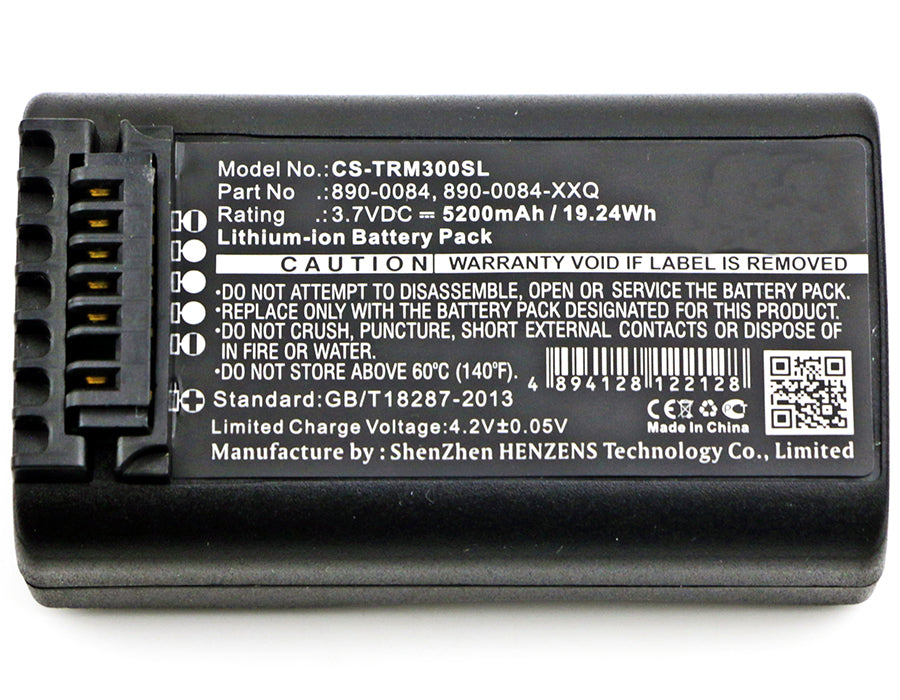 Model No.:CS-TRM300SL
Part No .:890-0084, 890-0084-XXQ
Rating .:3.7VDC ⎓ 5200mAh / 19.24Wh
Lithium-ion Battery Pack
CAUTION WARRANTY VOID IF LABEL IS REMOVED
•DO NOT ATTEMPT TO DISASSEMBLE, OPEN OR SERVICE THE BATTERY PACK.
•REPLACE ONLY WITH THE BATTERY PACK DESIGNATED FOR THIS PRODUCT.
•DO NOT CRUSH, PUNCTURE, SHORT EXTERNAL CONTACTS OR DISPOSE OF
IN FIRE OR WATER.
•DO NOT STORE ABOVE 60ºC (140ºF).
4 894128 122128
Standard:GB/T18287-2013
CE
Made In China
Limited Charge Voltage:4.2V±0.05V
Manufacture by : ShenZhen HENZENS Technology Co., Limited